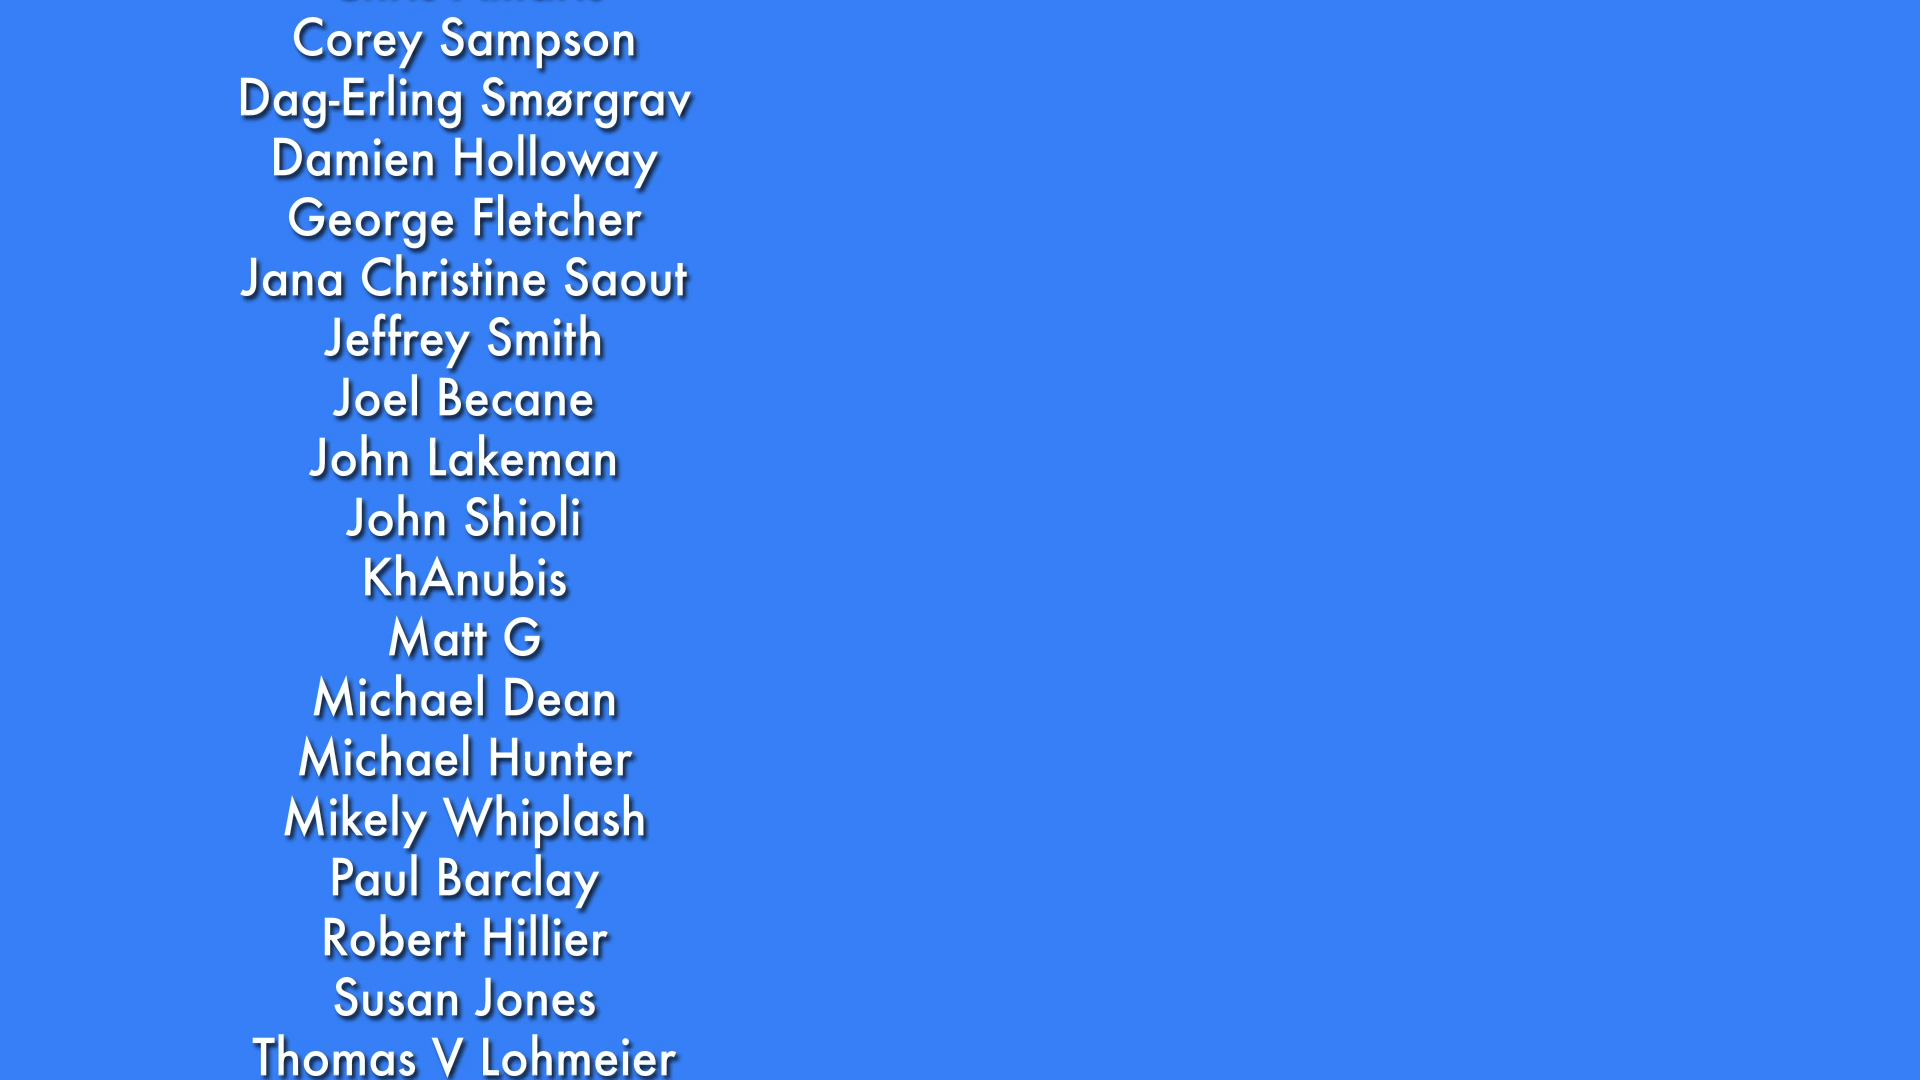 Corey Sampson
Dag-Erling Smørgrav
Damien Holloway
George Fletcher
Jana Christine Saout
Jeffrey Smith
Joel Becane
John Lakeman
John Shioli
KhAnubis
Matt G
Michael Dean
Michael Hunter
Mikely Whiplash
Paul Barclay
Robert Hillier
Susan Jones
Thomas V Lohmeier